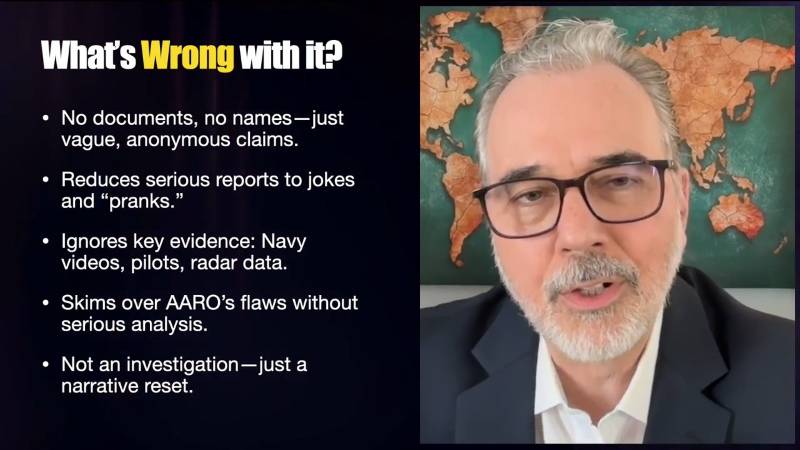 What's Wrong with it?
• No documents, no names—just
vague, anonymous claims.
• Reduces serious reports to jokes
and “pranks.”
• Ignores key evidence: Navy
videos, pilots, radar data.
• Skims over AARO’s flaws without
serious analysis.
• Not an investigation—just a
narrative reset.